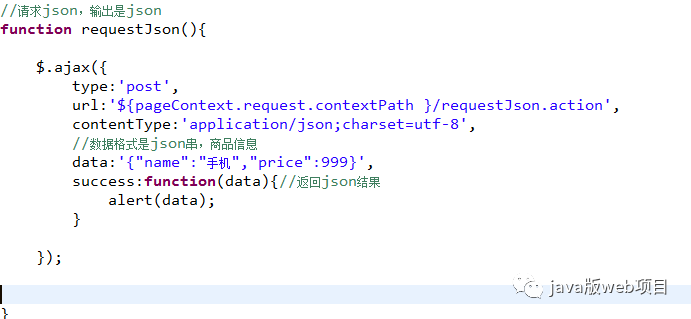 //请求json，输出是json
function requestJson(){
$.ajax({
type:'post',
url:'${pageContext.request.contextPath }/requestJson.action',
contentType:'application/json;charset=utf-8',
//数据格式是json串，商品信息
data:'{"name":"手机","price":999}',
success:function(data){//返回json结果
alert(data);
}
});
java版web项目
}